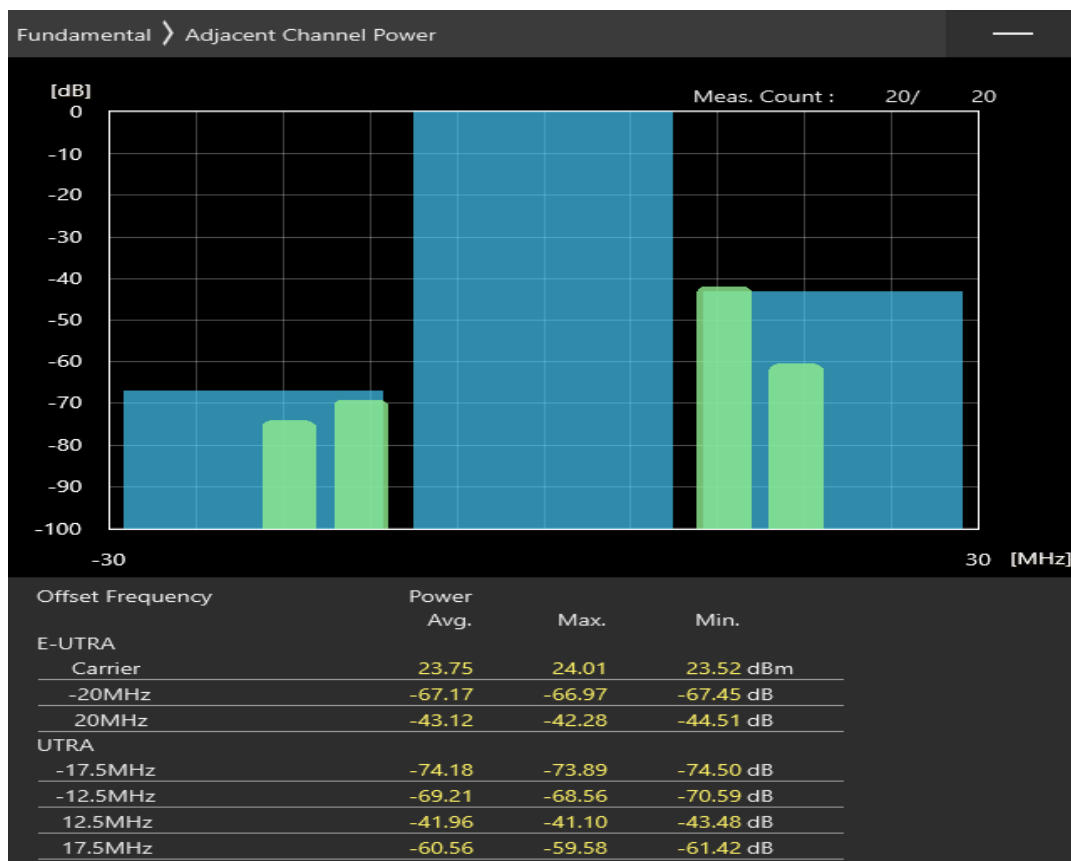 Fundamental ❯ Adjacent Channel Power
[dB]
Meas. Count : 20/ 20
0
-10
-20
-30
-40
-50
-60
-70
-80
-90
-100
-30 30 [MHz]
Offset Frequency Power
Avg. Max. Min.
E-UTRA
Carrier 23.75 24.01 23.52 dBm
-20MHz -67.17 -66.97 -67.45 dB
20MHz -43.12 -42.28 -44.51 dB
UTRA
-17.5MHz -74.18 -73.89 -74.50 dB
-12.5MHz -69.21 -68.56 -70.59 dB
12.5MHz -41.96 -41.10 -43.48 dB
17.5MHz -60.56 -59.58 -61.42 dB